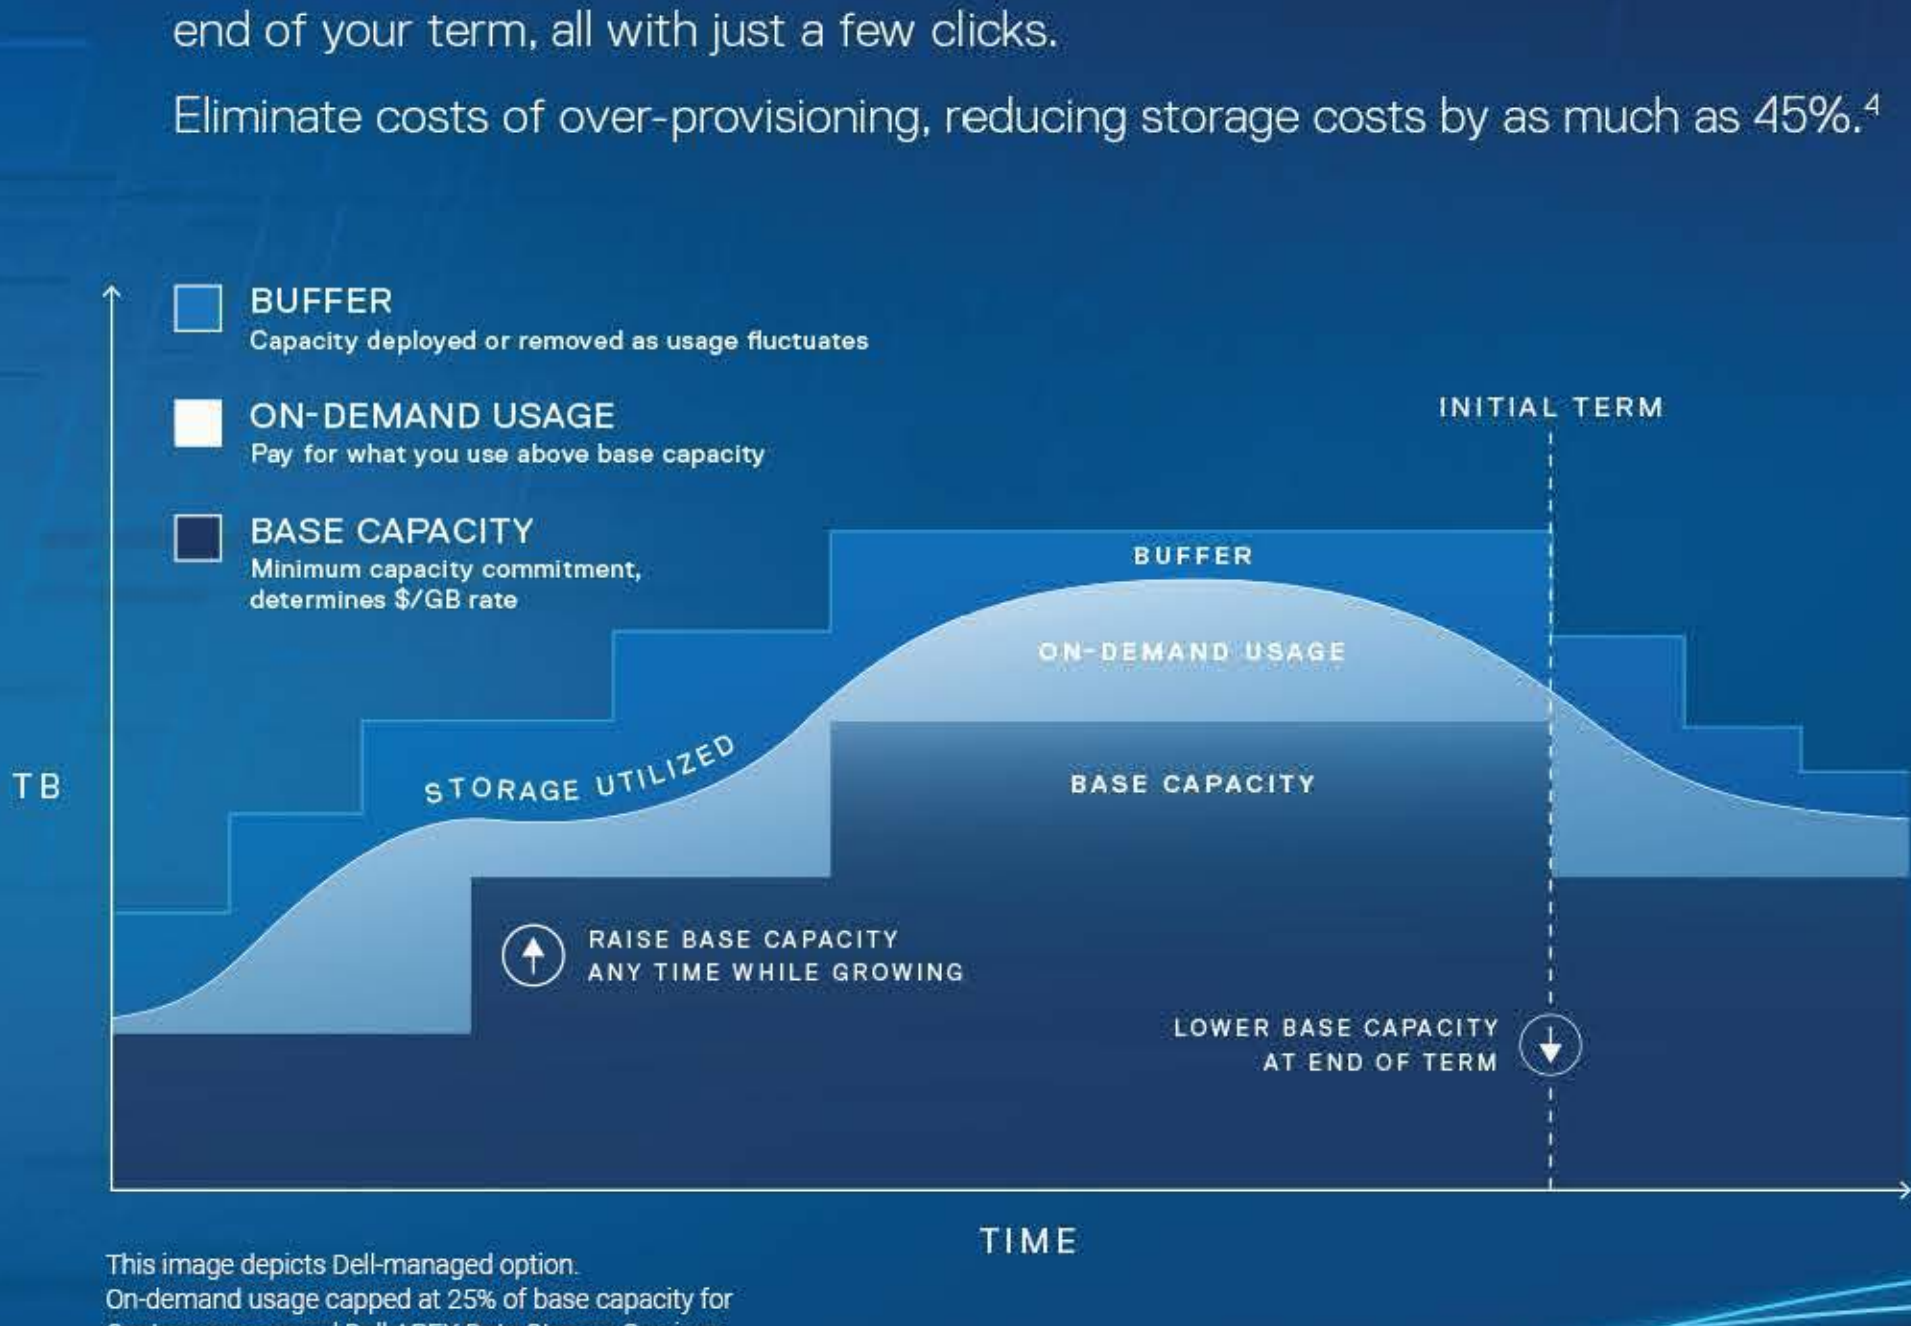 end of your term, all with just a few clicks.
Eliminate costs of over-provisioning, reducing storage costs by as much as 45%.⁴
BUFFER
Capacity deployed or removed as usage fluctuates
ON-DEMAND USAGE
Pay for what you use above base capacity
BASE CAPACITY
Minimum capacity commitment,
determines $/GB rate
INITIAL TERM
BUFFER
ON-DEMAND USAGE
STORAGE UTILIZED
BASE CAPACITY
TB
RAISE BASE CAPACITY
ANY TIME WHILE GROWING
LOWER BASE CAPACITY
AT END OF TERM
TIME
This image depicts Dell-managed option.
On-demand usage capped at 25% of base capacity for